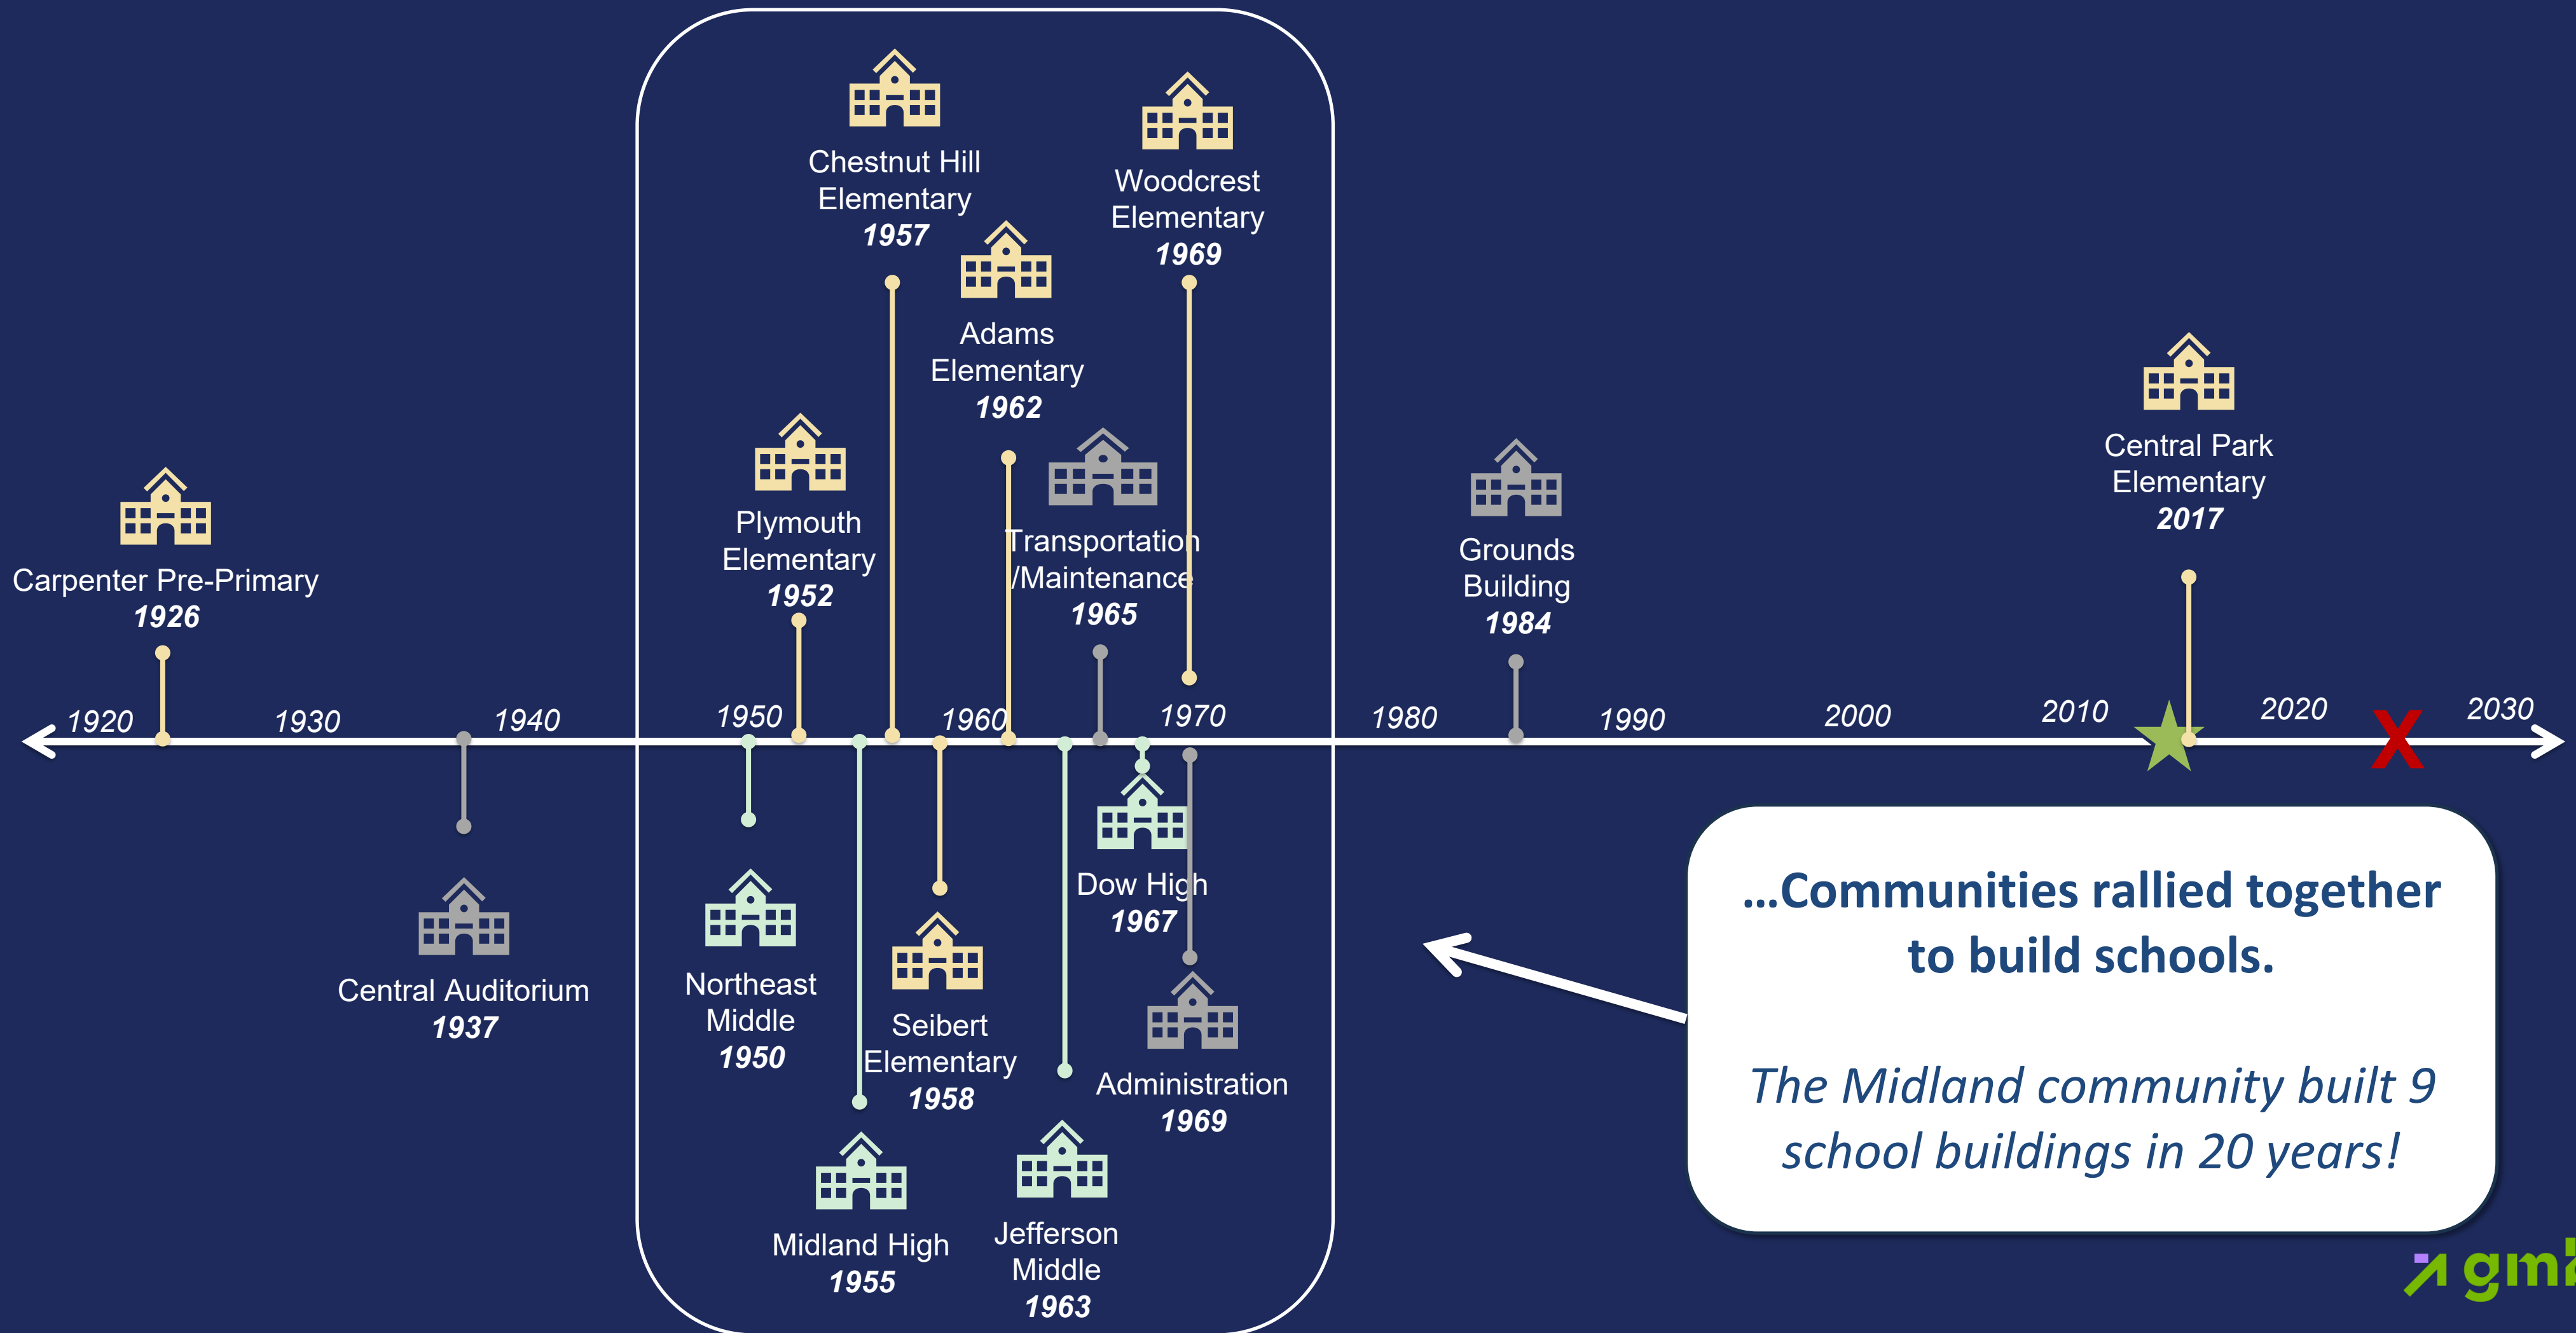 Chestnut Hill
Elementary
1957
Woodcrest
Elementary
1969
Adams
Elementary
1962
Central Park
Elementary
2017
Plymouth
Elementary
1952
Transportation
/Maintenance
1965
Grounds
Building
1984
Carpenter Pre-Primary
1926
1920
1930
1940
1950
1960
1970
1980
1990
2000
2010
2020
2030
X
Central Auditorium
1937
Northeast
Middle
1950
Seibert
Elementary
1958
Dow High
1967
Administration
1969
Midland High
1955
Jefferson
Middle
1963
...Communities rallied together
to build schools.
The Midland community built 9
school buildings in 20 years!